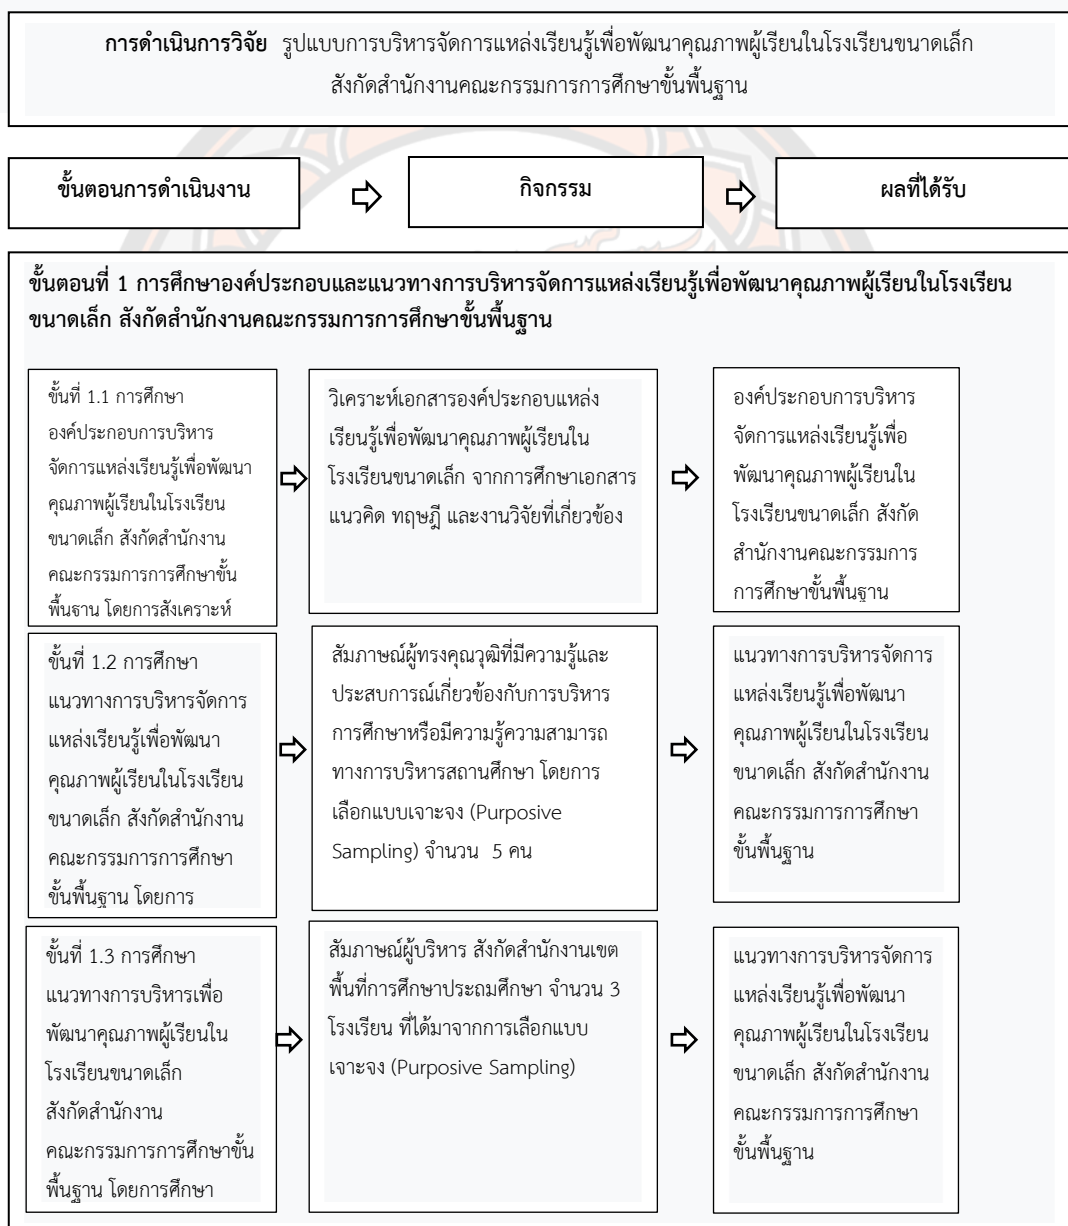 การดำเนินการวิจัย รูปแบบการบริหารจัดการแหล่งเรียนรู้เพื่อพัฒนาคุณภาพผู้เรียนในโรงเรียนขนาดเล็ก
สังกัดสำนักงานคณะกรรมการการศึกษาขั้นพื้นฐาน
ขั้นตอนการดำเนินงาน
กิจกรรม
ผลที่ได้รับ
ขั้นตอนที่ 1 การศึกษาองค์ประกอบและแนวทางการบริหารจัดการแหล่งเรียนรู้เพื่อพัฒนาคุณภาพผู้เรียนในโรงเรียน
ขนาดเล็ก สังกัดสำนักงานคณะกรรมการการศึกษาขั้นพื้นฐาน
ขั้นที่ 1.1 การศึกษา
องค์ประกอบการบริหาร
จัดการแหล่งเรียนรู้เพื่อพัฒนา
คุณภาพผู้เรียนในโรงเรียน
ขนาดเล็ก สังกัดสำนักงาน
คณะกรรมการการศึกษาขั้น
พื้นฐาน โดยการสังเคราะห์
วิเคราะห์เอกสารองค์ประกอบแหล่ง
เรียนรู้เพื่อพัฒนาคุณภาพผู้เรียนใน
โรงเรียนขนาดเล็ก จากการศึกษาเอกสาร
แนวคิด ทฤษฎี และงานวิจัยที่เกี่ยวข้อง
องค์ประกอบการบริหาร
จัดการแหล่งเรียนรู้เพื่อ
พัฒนาคุณภาพผู้เรียนใน
โรงเรียนขนาดเล็ก สังกัด
สำนักงานคณะกรรมการ
การศึกษาขั้นพื้นฐาน
ขั้นที่ 1.2 การศึกษา
แนวทางการบริหารจัดการ
แหล่งเรียนรู้เพื่อพัฒนา
คุณภาพผู้เรียนในโรงเรียน
ขนาดเล็ก สังกัดสำนักงาน
คณะกรรมการการศึกษา
ขั้นพื้นฐาน โดยการ
สัมภาษณ์ผู้ทรงคุณวุฒิที่มีความรู้และ
ประสบการณ์เกี่ยวข้องกับการบริหาร
การศึกษาหรือมีความรู้ความสามารถ
ทางการบริหารสถานศึกษา โดยการ
เลือกแบบเจาะจง (Purposive
Sampling) จำนวน 5 คน
แนวทางการบริหารจัดการ
แหล่งเรียนรู้เพื่อพัฒนา
คุณภาพผู้เรียนในโรงเรียน
ขนาดเล็ก สังกัดสำนักงาน
คณะกรรมการการศึกษา
ขั้นพื้นฐาน
ขั้นที่ 1.3 การศึกษา
แนวทางการบริหารเพื่อ
พัฒนาคุณภาพผู้เรียนใน
โรงเรียนขนาดเล็ก
สังกัดสำนักงาน
คณะกรรมการการศึกษาขั้น
พื้นฐาน โดยการศึกษา
สัมภาษณ์ผู้บริหาร สังกัดสำนักงานเขต
พื้นที่การศึกษาประถมศึกษา จำนวน 3
โรงเรียน ที่ได้มาจากการเลือกแบบ
เจาะจง (Purposive Sampling)
แนวทางการบริหารจัดการ
แหล่งเรียนรู้เพื่อพัฒนา
คุณภาพผู้เรียนในโรงเรียน
ขนาดเล็ก สังกัดสำนักงาน
คณะกรรมการการศึกษา
ขั้นพื้นฐาน